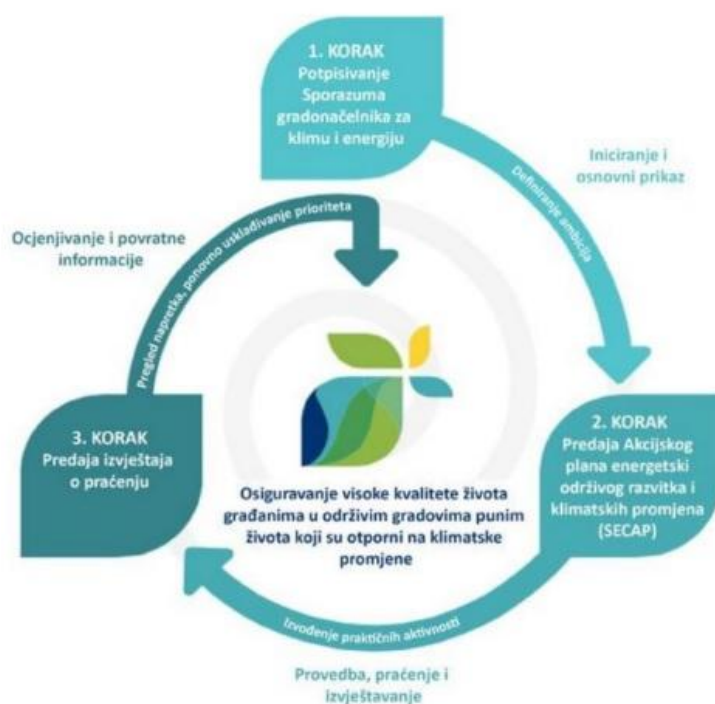 1. KORAK
Potpisivanje
Sporazuma
gradonačelnika za
klimu i energiju
Iniciranje i
osnovni prikaz
Definiranje ambicija
Ocjenjivanje i povratne
informacije
Pregled napretka, ponovno usklađivanje prioriteta
2. KORAK
Predaja Akcijskog
plana energetski
održivog razvitka i
klimatskih promjena
(SECAP)
3. KORAK
Predaja izvještaja
o praćenju
Osiguravanje visoke kvalitete života
građanima u održivim gradovima punim
života koji su otporni na klimatske
promjene
Izvođenje praktičnih aktivnosti
Provedba, praćenje i
izvještavanje